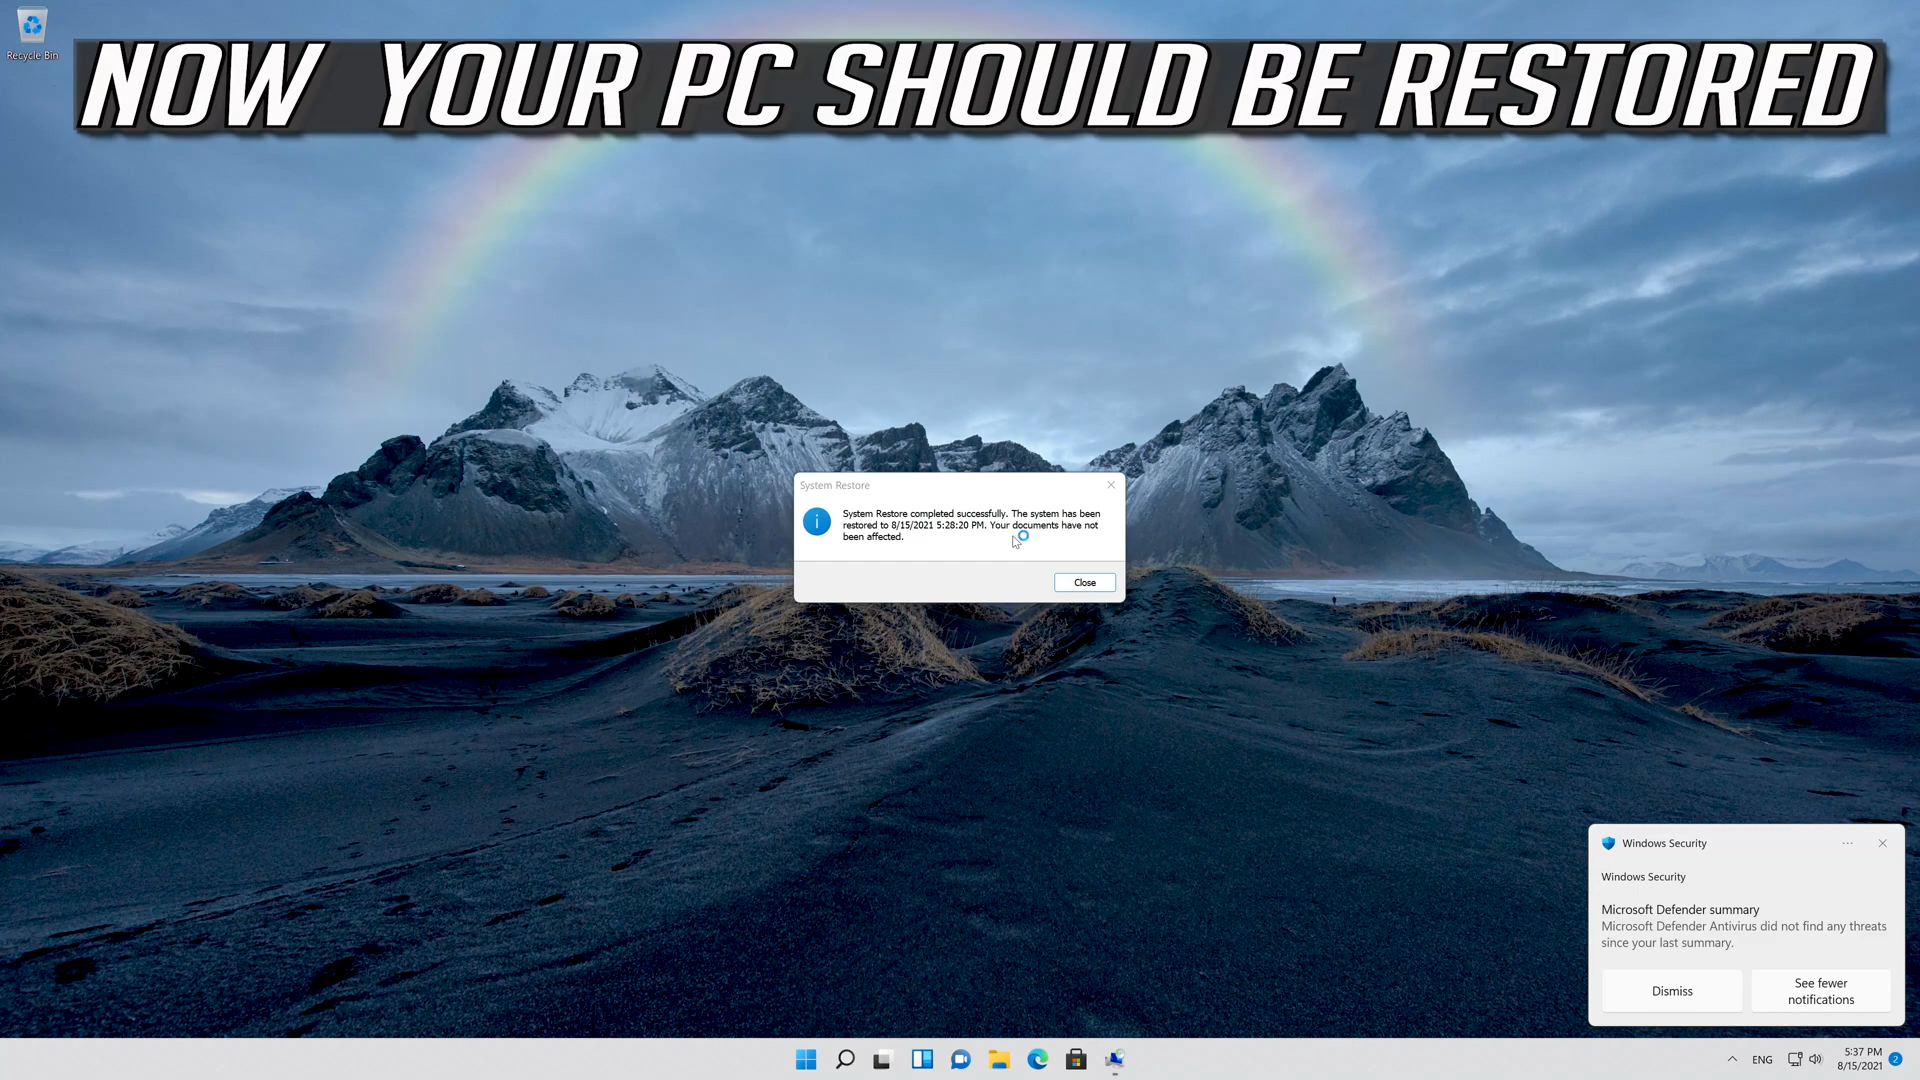 Recycle Bin
NOW YOUR PC SHOULD BE RESTORED
System Restore
System Restore completed successfully. The system has been
restored to 8/15/2021 5:28:20 PM. Your documents have not
been affected.
Close
Windows Security
Windows Security
Microsoft Defender summary
Microsoft Defender Antivirus did not find any threats
since your last summary.
Dismiss
See fewer
notifications
ENG
5:37 PM
8/15/2021
2